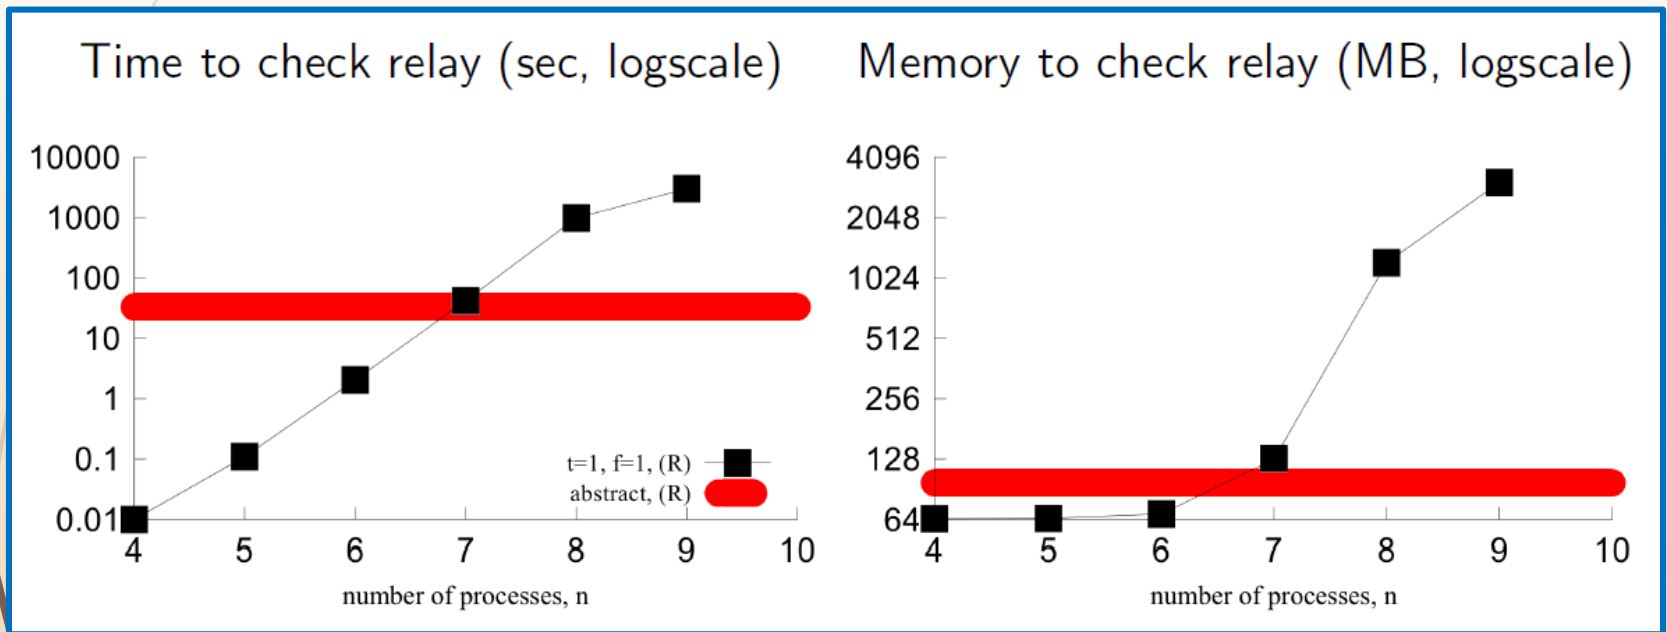 Time to check relay (sec, logscale)
10000
1000
100
10
1
0.1
0.01
4 5 6 7 8 9 10
number of processes, n
t=1, f=1, (R)
abstract, (R)
Memory to check relay (MB, logscale)
4096
2048
1024
512
256
128
64
4 5 6 7 8 9 10
number of processes, n